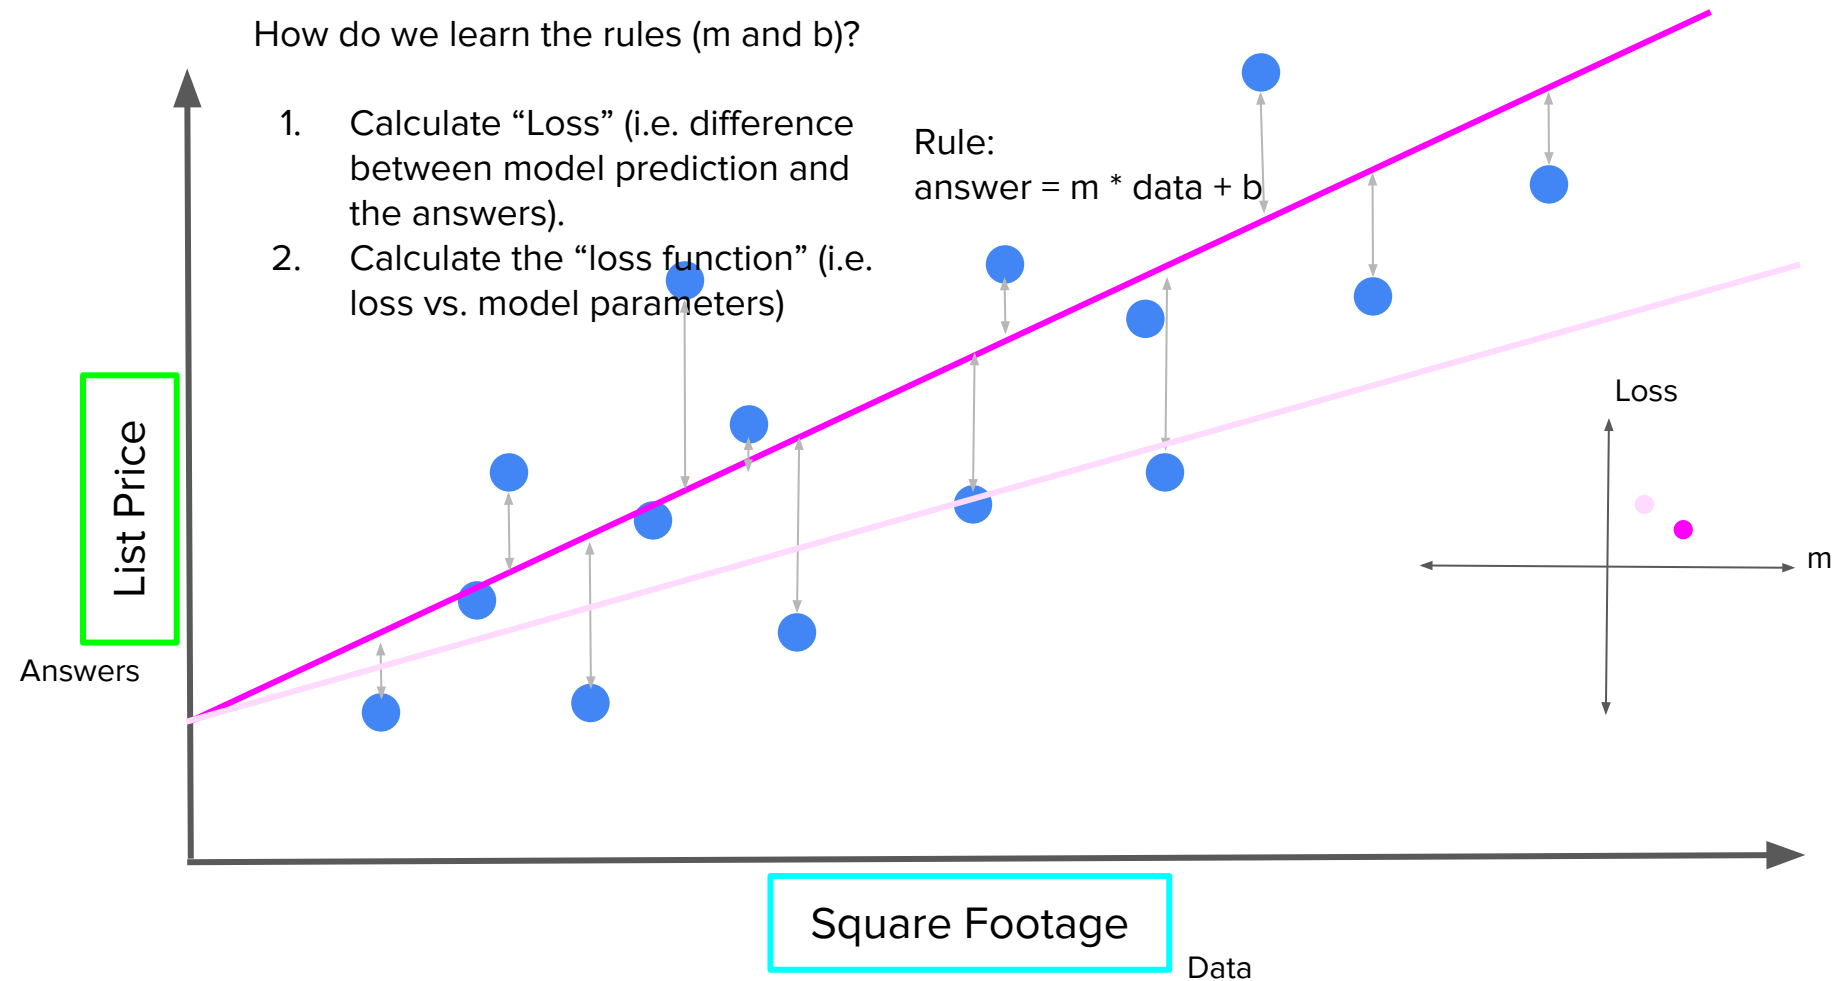 How do we learn the rules (m and b)?
1. Calculate “Loss” (i.e. difference
between model prediction and
the answers).
2. Calculate the “loss function” (i.e.
loss vs. model parameters)
Rule:
answer = m * data + b
List Price
Answers
Loss
m
Square Footage
Data